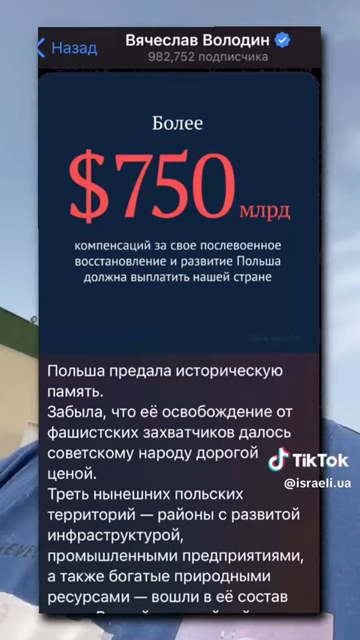 Назад
Вячеслав Володин
982,752 подписчика
Более
$750 млрд
компенсаций за свое послевоенное
восстановление и развитие Польша
должна выплатить нашей стране
Польша предала историческую
память.
Забыла, что её освобождение от
фашистских захватчиков далось
советскому народу дорогой
ценой.
TikTok
@israeli.ua
Треть нынешних польских
территорий — районы с развитой
инфраструктурой,
промышленными предприятиями,
а также богатые природными
ресурсами — вошли в её состав